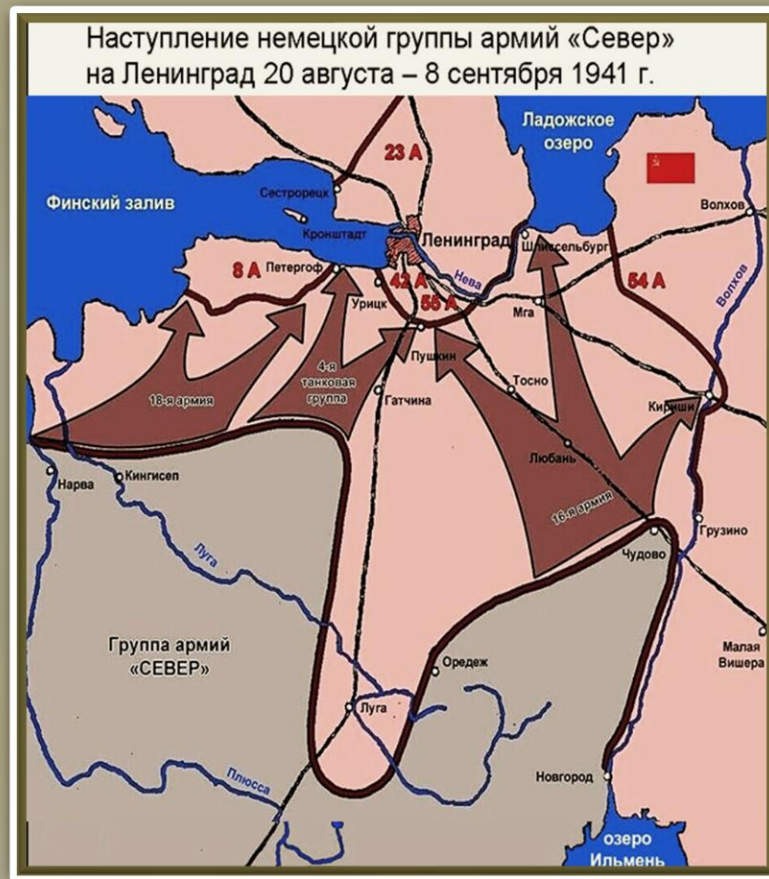 Наступление немецкой группы армий «Север»
на Ленинград 20 августа – 8 сентября 1941 г.
Ладожское
озеро
23 А
Финский залив
Сестрорецк
Волхов
Кронштадт
Ленинград
Шлиссельбург
8 А
Петергоф
Нева
42 А
54 А
Волхов
Урицк
55 А
Мга
Пушкин
4-я
танковая
группа
18-я армия
Гатчина
Тосно
Кириши
Любань
Нарва
Кингисеп
16-я армия
Грузино
Чудово
Луга
Группа армий
«СЕВЕР»
Малая
Вишера
Оредеж
Луга
Плюсса
Новгород
озеро
Ильмень